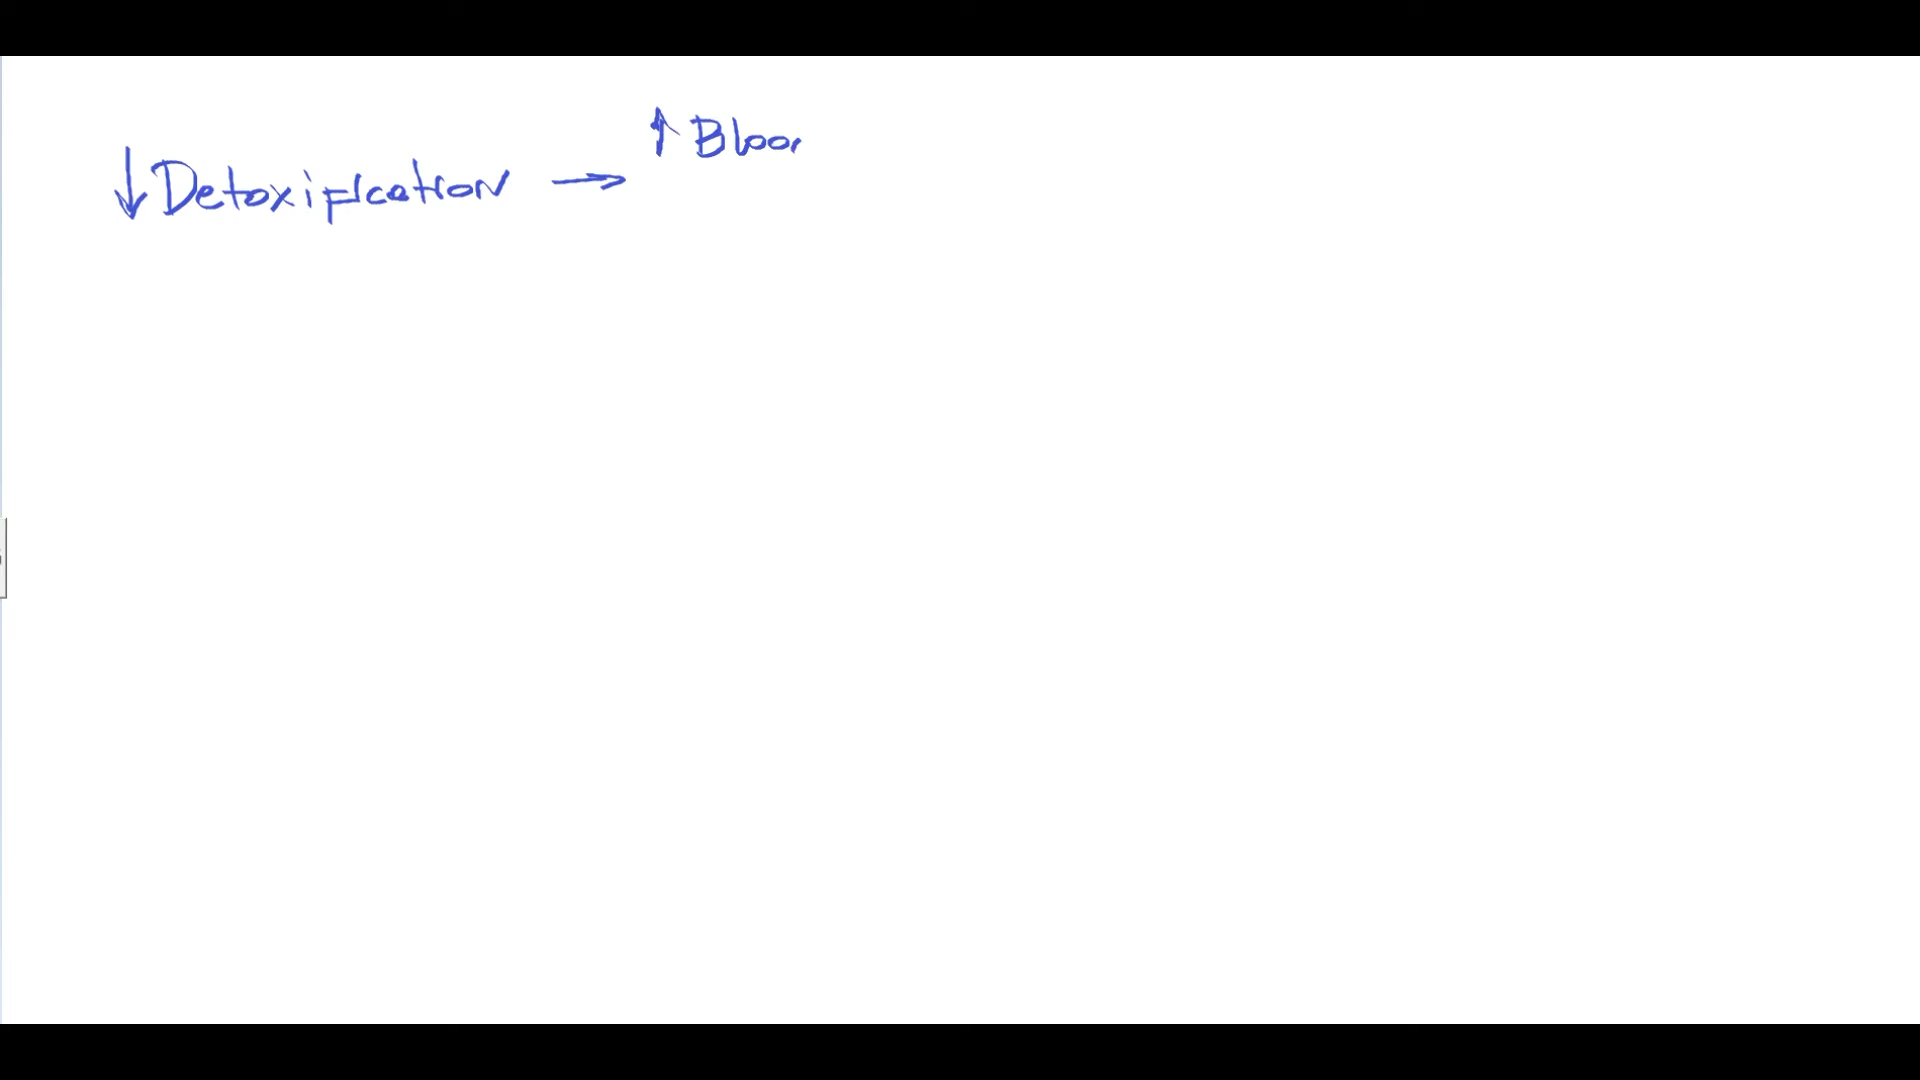 ↓ Detoxification → ↑ Bloo